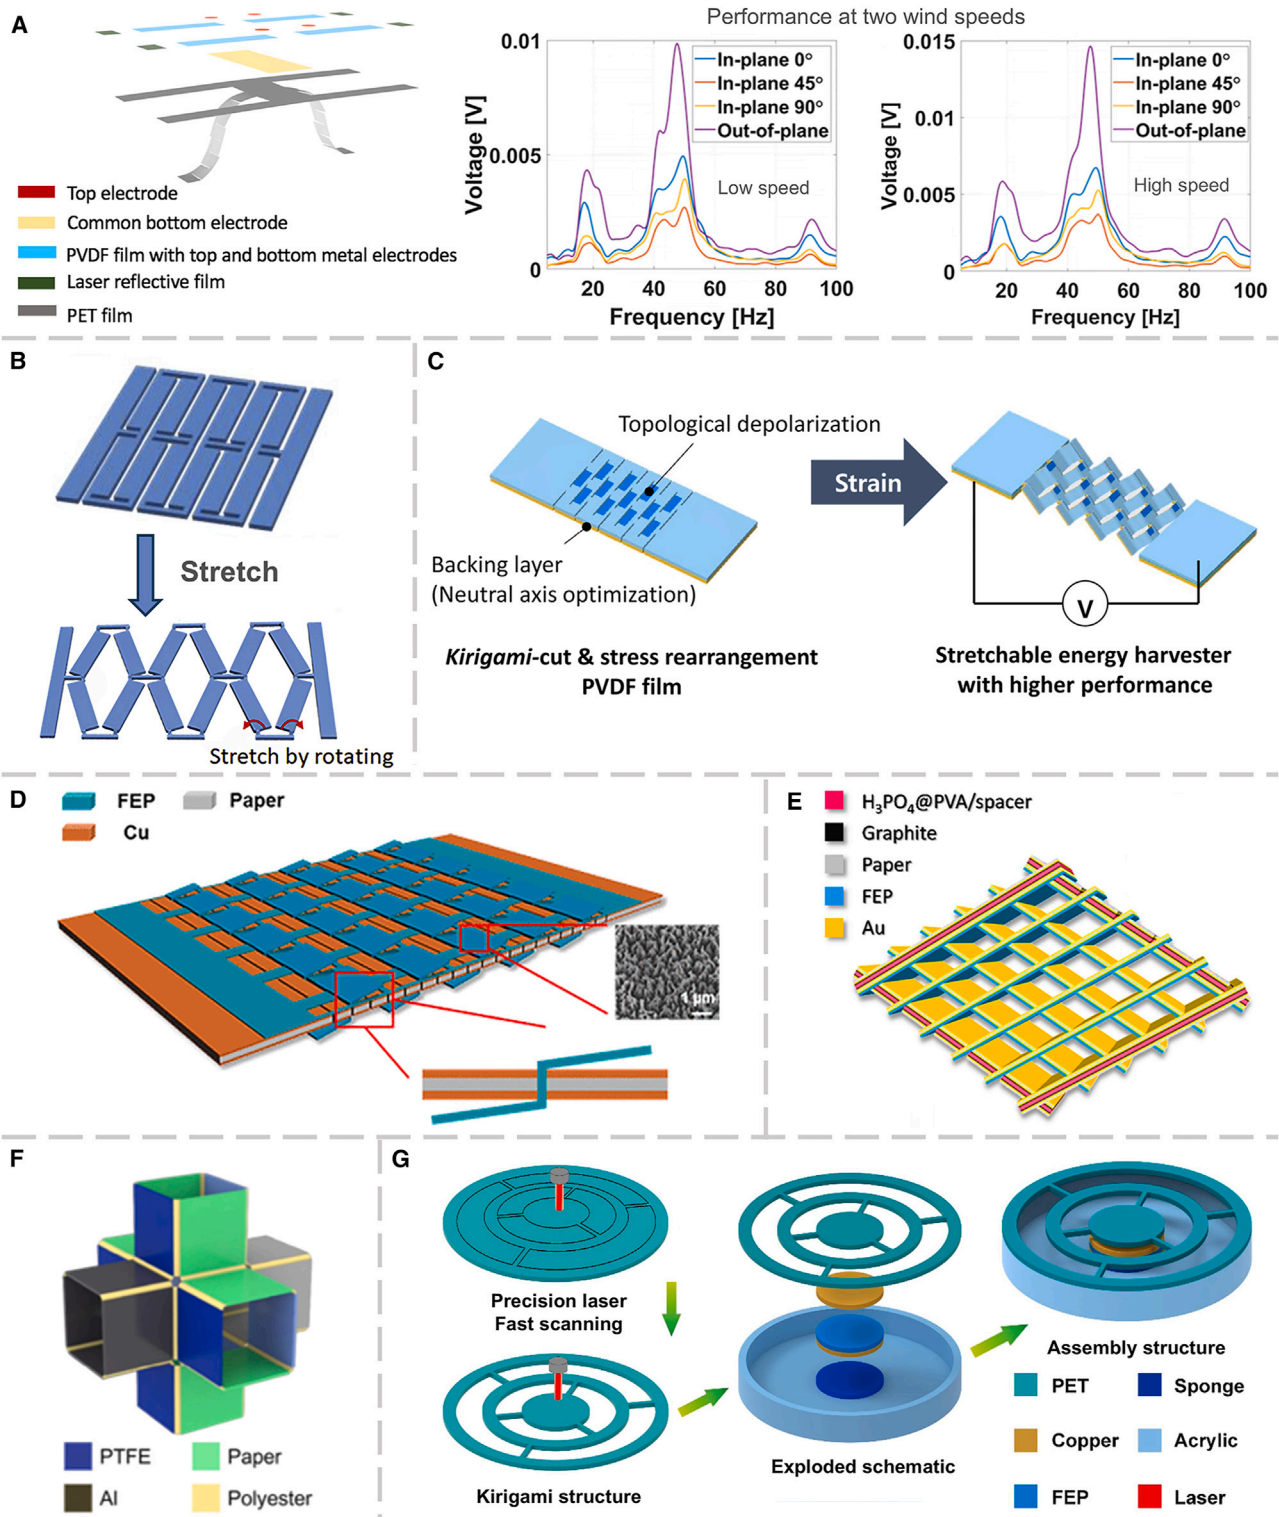 A
Top electrode
Common bottom electrode
PVDF film with top and bottom metal electrodes
Laser reflective film
PET film
Performance at two wind speeds
0.01
0.005
0
Voltage [V]
In-plane 0°
In-plane 45°
In-plane 90°
Out-of-plane
Low speed
20 40 60 80 100
Frequency [Hz]
0.015
0.01
0.005
0
Voltage [V]
In-plane 0°
In-plane 45°
In-plane 90°
Out-of-plane
High speed
20 40 60 80 100
Frequency [Hz]
B
Stretch
Stretch by rotating
C
Topological depolarization
Backing layer
(Neutral axis optimization)
Kirigami-cut & stress rearrangement
PVDF film
Strain
V
Stretchable energy harvester
with higher performance
D
FEP
Paper
Cu
1 μm
E
H₃PO₄@PVA/spacer
Graphite
Paper
FEP
Au
F
PTFE
Paper
Al
Polyester
G
Precision laser
Fast scanning
Kirigami structure
Exploded schematic
Assembly structure
PET
Sponge
Copper
Acrylic
FEP
Laser